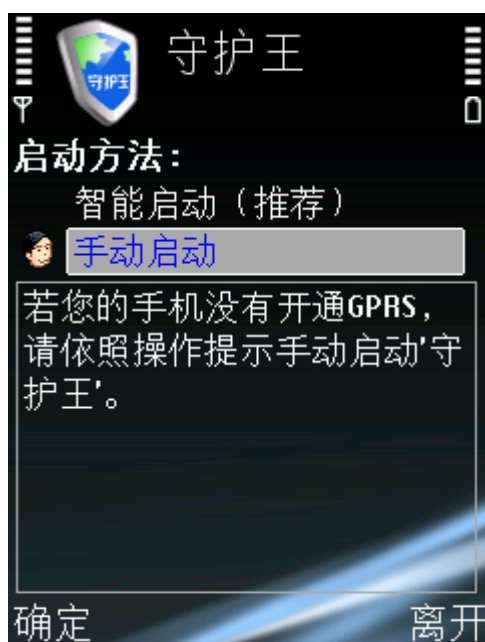 守护王
守护王
启动方法：
智能启动（推荐）
手动启动
若您的手机没有开通GPRS，
请依照操作提示手动启动'守
护王'。
确定
离开